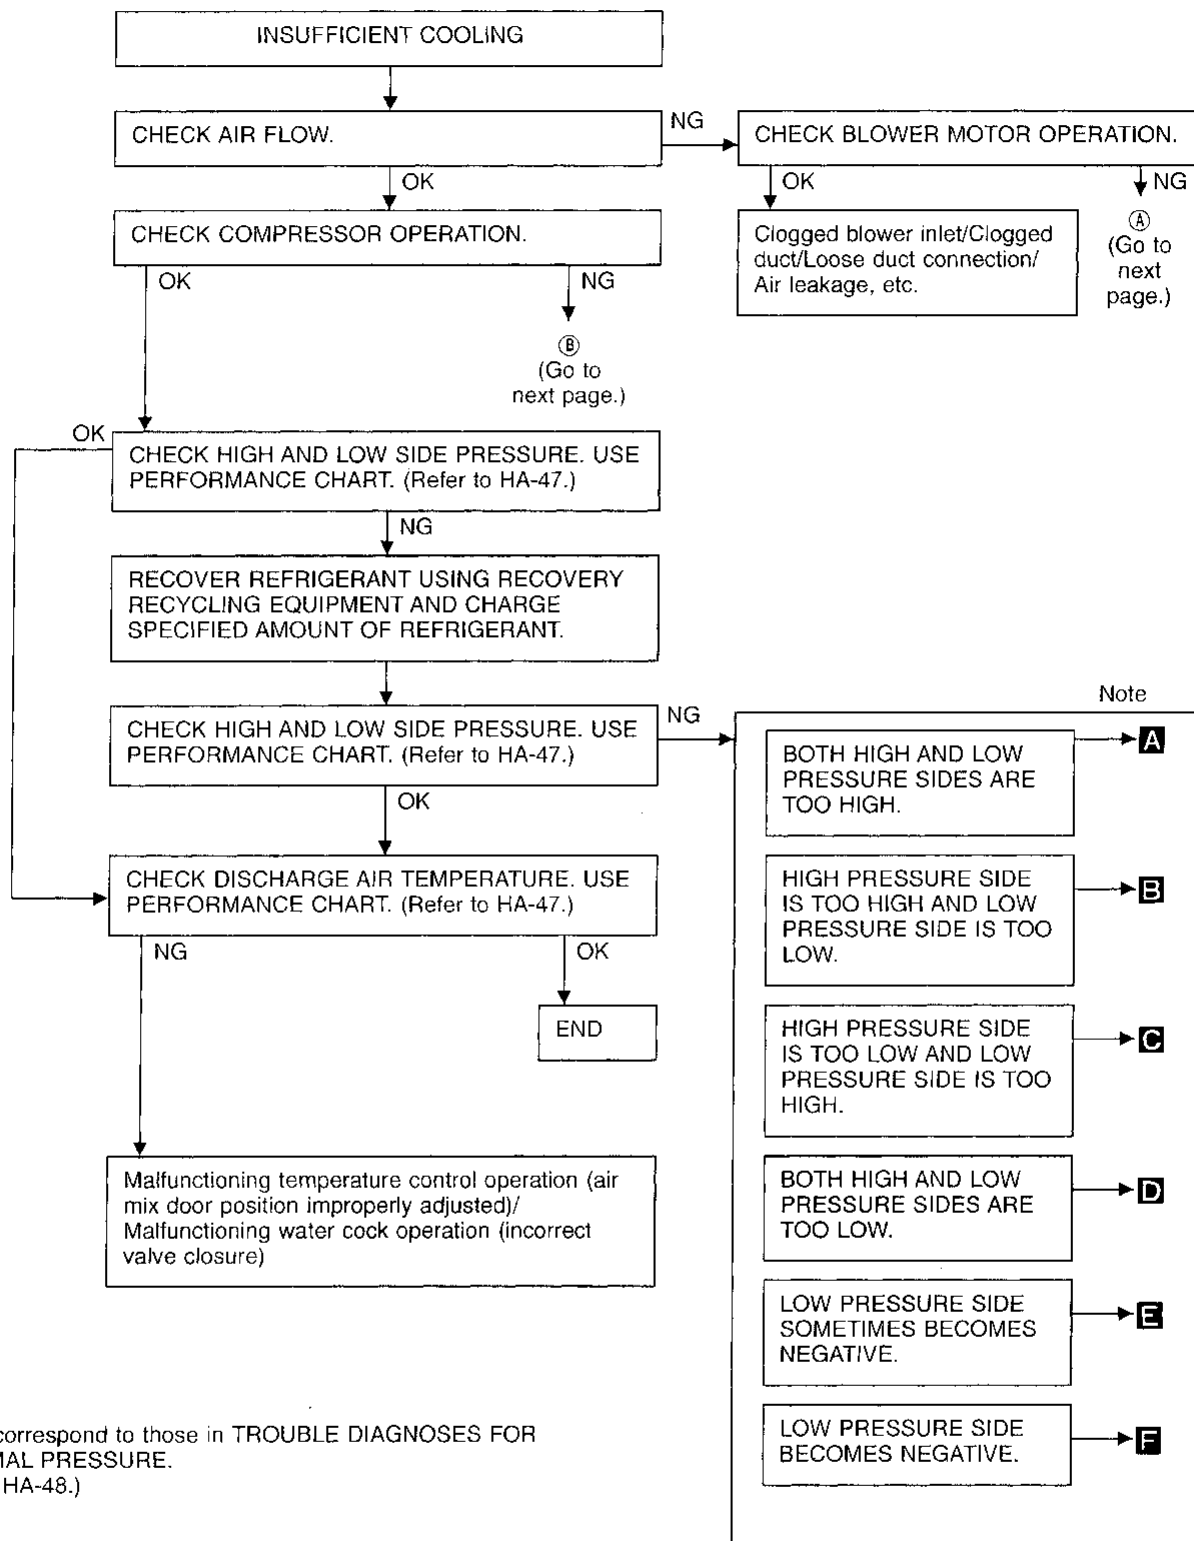 INSUFFICIENT COOLING
CHECK AIR FLOW.
NG
CHECK BLOWER MOTOR OPERATION.
OK
OK
NG
CHECK COMPRESSOR OPERATION.
Clogged blower inlet/Clogged
duct/Loose duct connection/
Air leakage, etc.
Ⓐ
(Go to
next
page.)
OK
NG
Ⓑ
(Go to
next page.)
OK
CHECK HIGH AND LOW SIDE PRESSURE. USE
PERFORMANCE CHART. (Refer to HA-47.)
NG
RECOVER REFRIGERANT USING RECOVERY
RECYCLING EQUIPMENT AND CHARGE
SPECIFIED AMOUNT OF REFRIGERANT.
CHECK HIGH AND LOW SIDE PRESSURE. USE
PERFORMANCE CHART. (Refer to HA-47.)
NG
OK
CHECK DISCHARGE AIR TEMPERATURE. USE
PERFORMANCE CHART. (Refer to HA-47.)
NG
OK
END
Malfunctioning temperature control operation (air
mix door position improperly adjusted)/
Malfunctioning water cock operation (incorrect
valve closure)
Note
BOTH HIGH AND LOW
PRESSURE SIDES ARE
TOO HIGH.
A
HIGH PRESSURE SIDE
IS TOO HIGH AND LOW
PRESSURE SIDE IS TOO
LOW.
B
HIGH PRESSURE SIDE
IS TOO LOW AND LOW
PRESSURE SIDE IS TOO
HIGH.
C
BOTH HIGH AND LOW
PRESSURE SIDES ARE
TOO LOW.
D
LOW PRESSURE SIDE
SOMETIMES BECOMES
NEGATIVE.
E
LOW PRESSURE SIDE
BECOMES NEGATIVE.
F
correspond to those in TROUBLE DIAGNOSES FOR
MAL PRESSURE.
HA-48.)